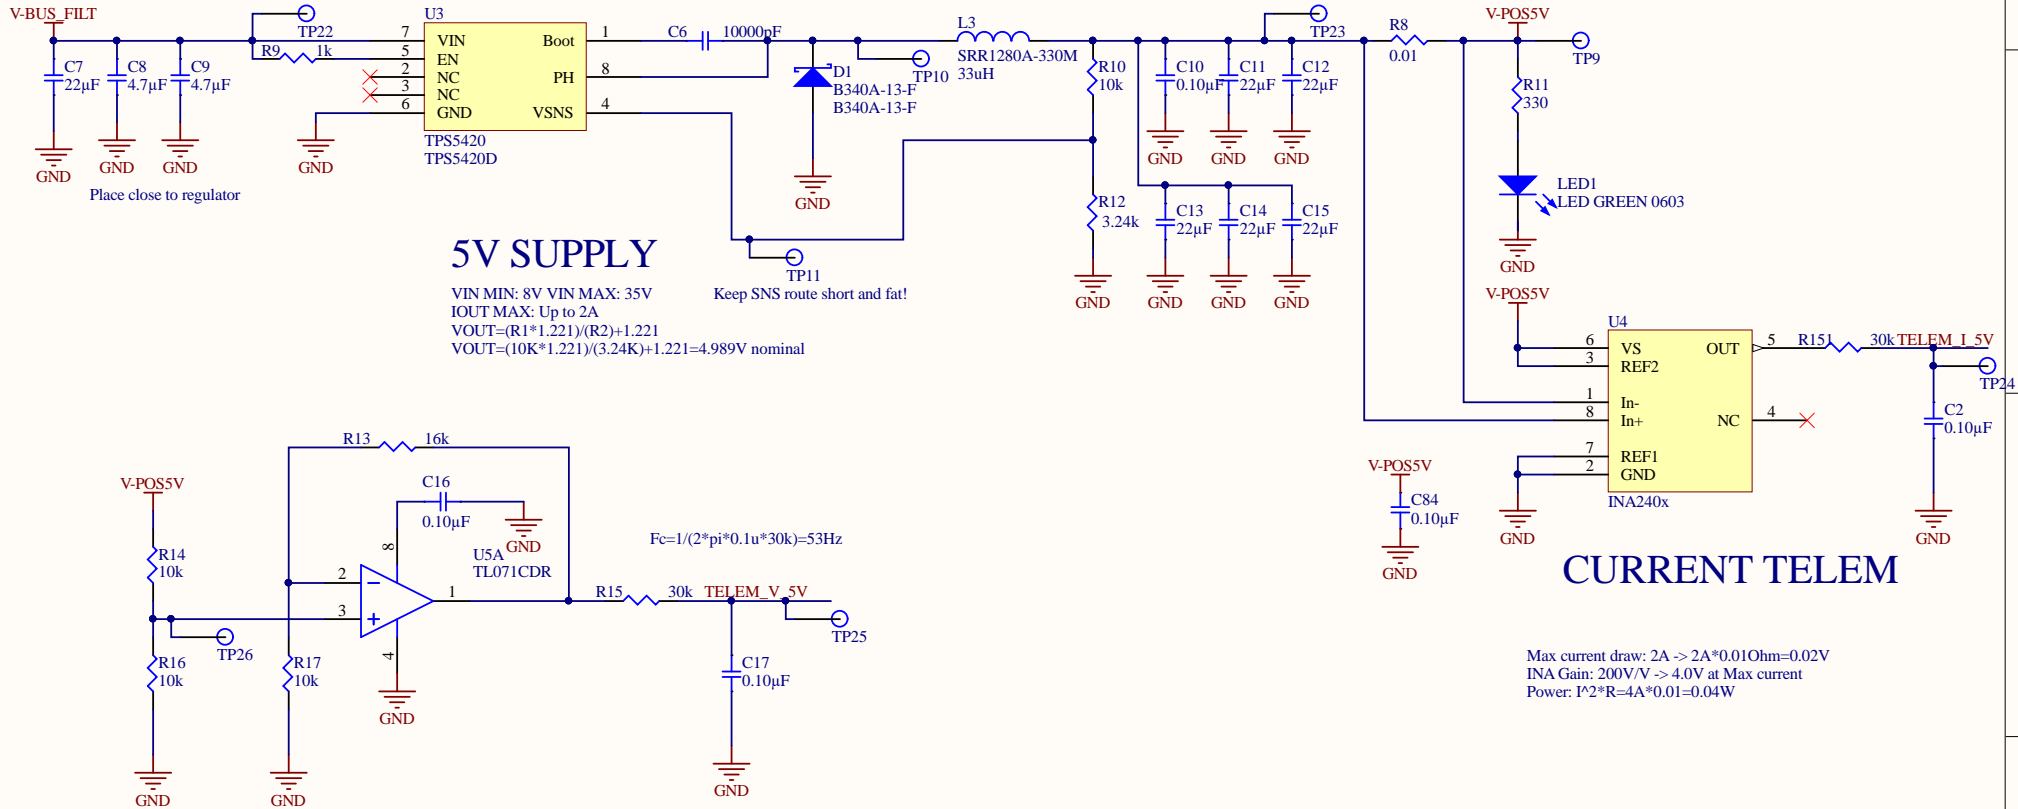 V-BUS_FILT
TP22
R9
1k
C7
22µF
C8
4.7µF
C9
4.7µF
GND
GND
GND
GND
Place close to regulator
U3
7
VIN
5
EN
2
NC
3
NC
6
GND
Boot
1
PH
8
VSNS
4
TPS5420
TPS5420D
C6
10000pF
D1
B340A-13-F
B340A-13-F
GND
TP10
L3
SRR1280A-330M
33uH
TP11
Keep SNS route short and fat!
R10
10k
R12
3.24k
GND
C10
0.10µF
C11
22µF
C12
22µF
GND
GND
GND
C13
22µF
C14
22µF
C15
22µF
GND
GND
GND
TP23
R8
0.01
V-POS5V
TP9
R11
330
LED1
LED GREEN 0603
GND
5V SUPPLY
VIN MIN: 8V VIN MAX: 35V
IOUT MAX: Up to 2A
VOUT=(R1*1.221)/(R2)+1.221
VOUT=(10K*1.221)/(3.24K)+1.221=4.989V nominal
V-POS5V
U4
6
VS
3
REF2
1
In-
8
In+
7
REF1
2
GND
OUT
5
NC
4
INA240x
R151
30k
TELEM_I_5V
TP24
C2
0.10µF
GND
GND
V-POS5V
C84
0.10µF
GND
CURRENT TELEM
Max current draw: 2A -> 2A*0.01Ohm=0.02V
INA Gain: 200V/V -> 4.0V at Max current
Power: I^2*R=4A*0.01=0.04W
V-POS5V
R14
10k
TP26
R16
10k
GND
R13
16k
R17
10k
GND
C16
0.10µF
GND
8
U5A
TL071CDR
2
3
1
4
GND
Fc=1/(2*pi*0.1u*30k)=53Hz
R15
30k
TELEM_V_5V
TP25
C17
0.10µF
GND